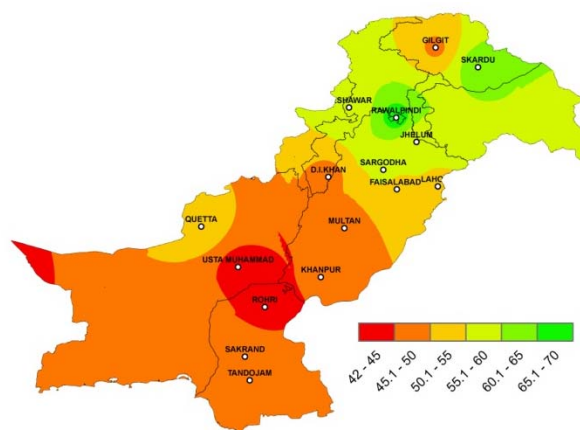 GILGIT
SKARDU
SHAWAR
RAWALPINDI
JHELUM
SARGODHA
D.I.KHAN
FAISALABAD
LAHO
QUETTA
MULTAN
USTA MUHAMMAD
KHANPUR
ROHRI
SAKRAND
TANDOJAM
42 - 45
45.1 - 50
50.1 - 55
55.1 - 60
60.1 - 65
65.1 - 70